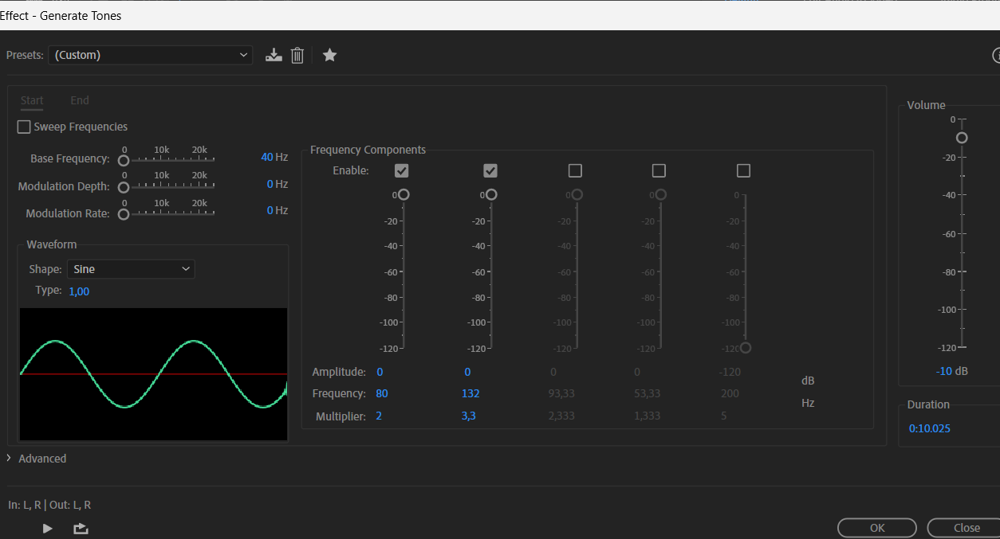 Effect - Generate Tones
Presets: (Custom)
Start End
Sweep Frequencies
0 10k 20k
Base Frequency: 40 Hz
0 10k 20k
Modulation Depth: 0 Hz
0 10k 20k
Modulation Rate: 0 Hz
Waveform
Shape: Sine
Type: 1,00
Frequency Components
Enable:
0 0 0 0 0
-20 -20 -20 -20 -20
-40 -40 -40 -40 -40
-60 -60 -60 -60 -60
-80 -80 -80 -80 -80
-100 -100 -100 -100 -100
-120 -120 -120 -120 -120
Amplitude: 0 0 0 0 -120
dB
Frequency: 80 132 93,33 53,33 200
Hz
Multiplier: 2 3,3 2,333 1,333 5
Volume
0
-20
-40
-60
-80
-100
-120
-10 dB
Duration
0:10.025
Advanced
In: L, R | Out: L, R
OK Close